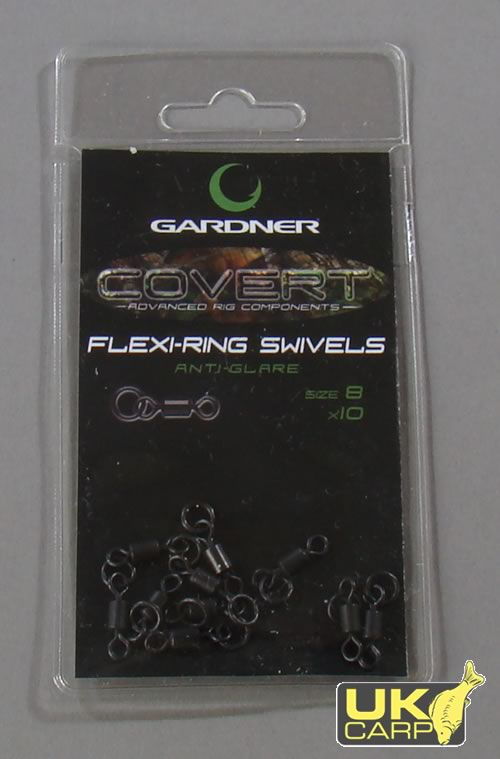 GARDNER
COVERT
ADVANCED RIG COMPONENTS
FLEXI-RING SWIVELS
ANTI-GLARE
SIZE 8
x10
UK
CARP